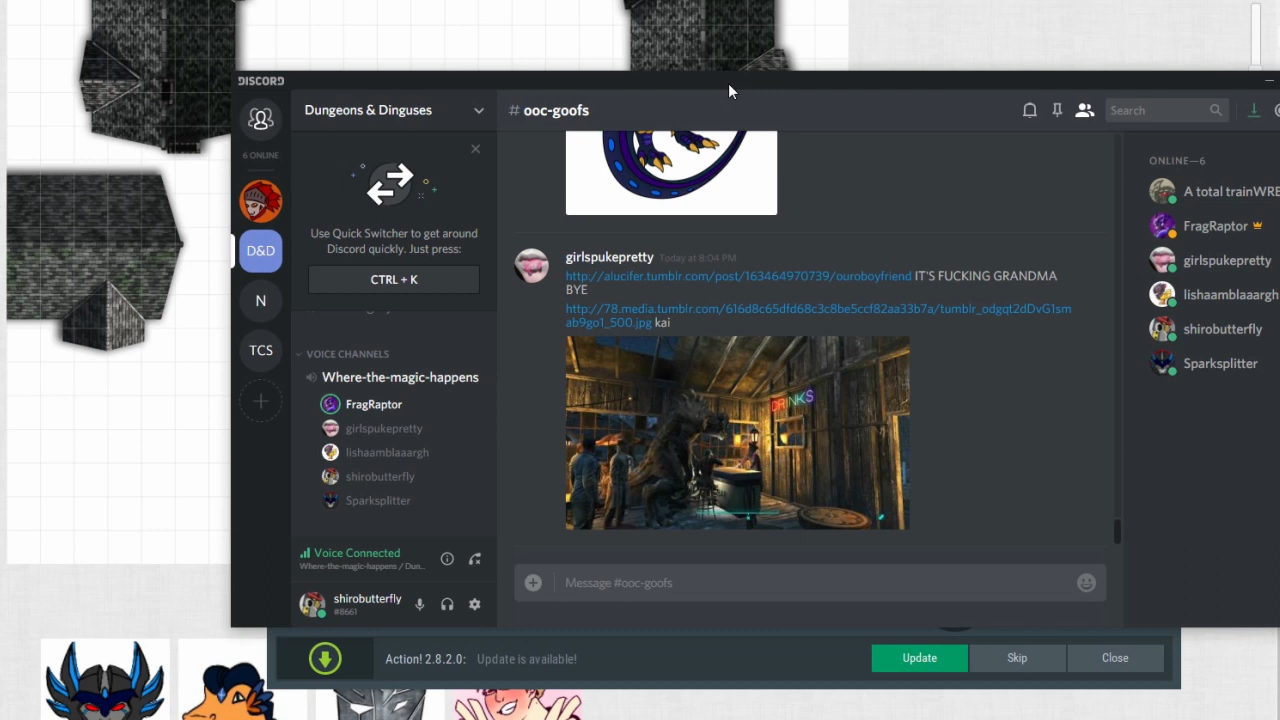 DISCORD
Dungeons & Dinguses
# ooc-goofs
Search
6 ONLINE
D&D
N
TCS
Use Quick Switcher to get around
Discord quickly. Just press:
CTRL + K
VOICE CHANNELS
Where-the-magic-happens
FragRaptor
girlspukepretty
lishaamblaaargh
shirobutterfly
Sparksplitter
Voice Connected
Where-the-magic-happens / Dun...
shirobutterfly
#8661
girlspukepretty Today at 8:04 PM
http://alucifer.tumblr.com/post/163464970739/ouroboyfriend IT'S FUCKING GRANDMA
BYE
http://78.media.tumblr.com/616d8c65dfd68c3c8be5ccf82aa33b7a/tumblr_odgqt2dDvG1sm
ab9go1_500.jpg kai
DRINKS
Message #ooc-goofs
ONLINE—6
A total trainWRE
FragRaptor
girlspukepretty
lishaamblaaargh
shirobutterfly
Sparksplitter
Action! 2.8.2.0: Update is available!
Update
Skip
Close